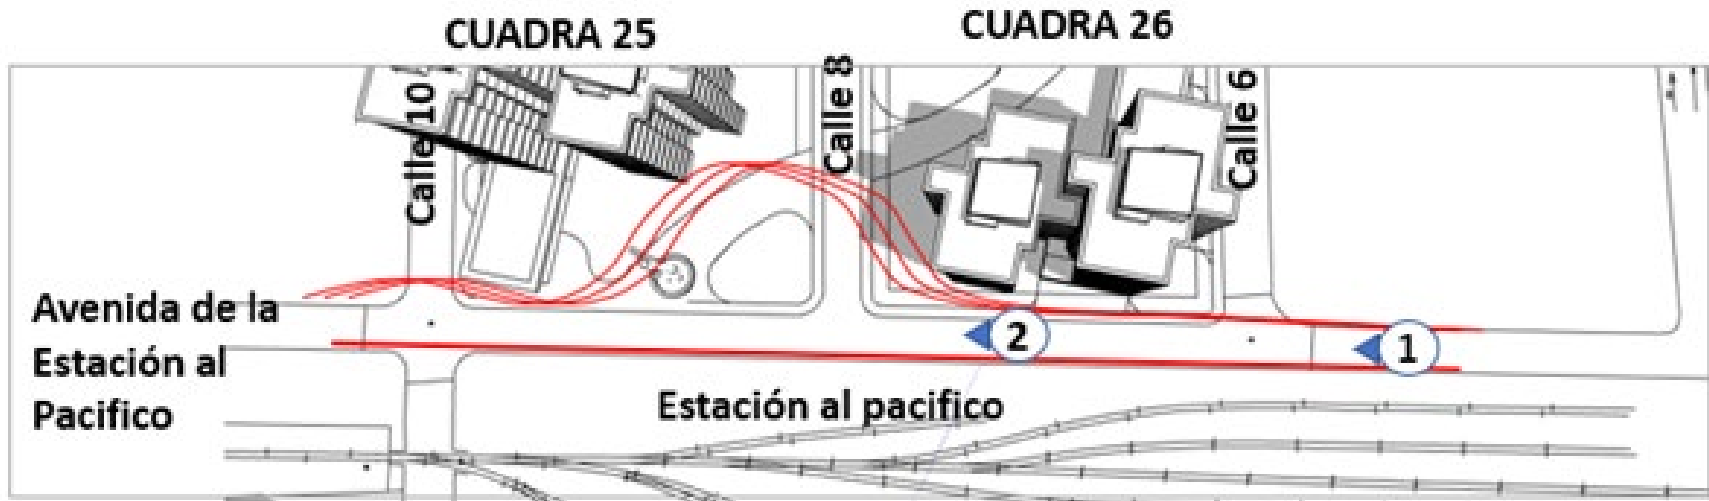 CUADRA 25
CUADRA 26
Calle 10
Calle 8
Calle 6
Avenida de la
Estación al
Pacifico
2
1
Estación al pacifico